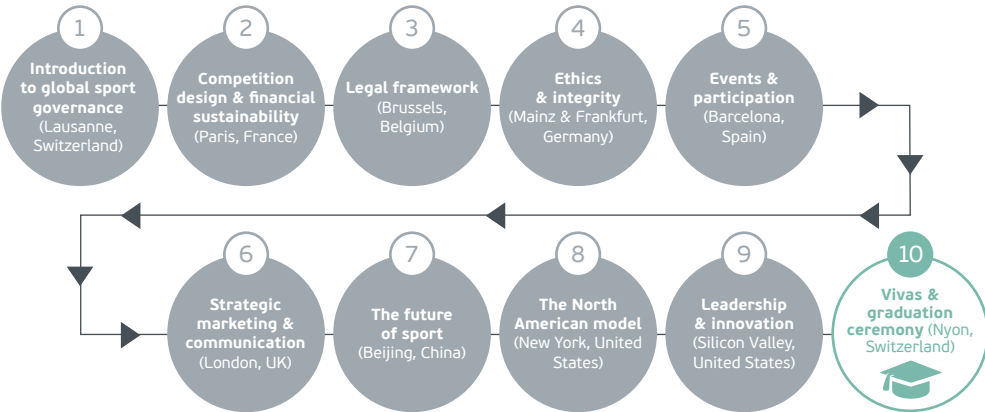 1
Introduction
to global sport
governance
(Lausanne,
Switzerland)
2
Competition
design & financial
sustainability
(Paris, France)
3
Legal framework
(Brussels,
Belgium)
4
Ethics
& integrity
(Mainz & Frankfurt,
Germany)
5
Events &
participation
(Barcelona,
Spain)
6
Strategic
marketing &
communication
(London, UK)
7
The future
of sport
(Beijing, China)
8
The North
American model
(New York, United
States)
9
Leadership
& innovation
(Silicon Valley,
United States)
10
Vivas &
graduation
ceremony (Nyon,
Switzerland)